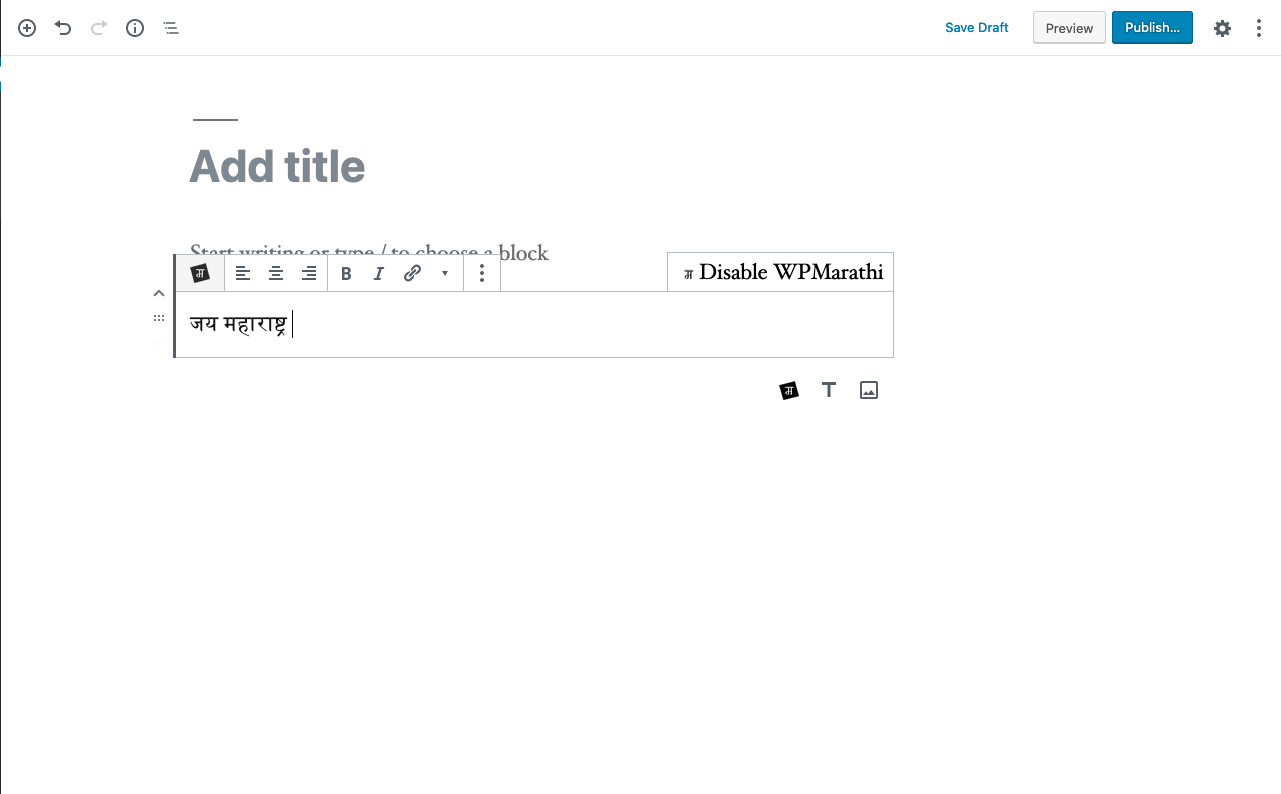 Save Draft Preview Publish...
Add title
Start writing or type / to choose a block
म B I म Disable WPMarathi
जय महाराष्ट्र
म T